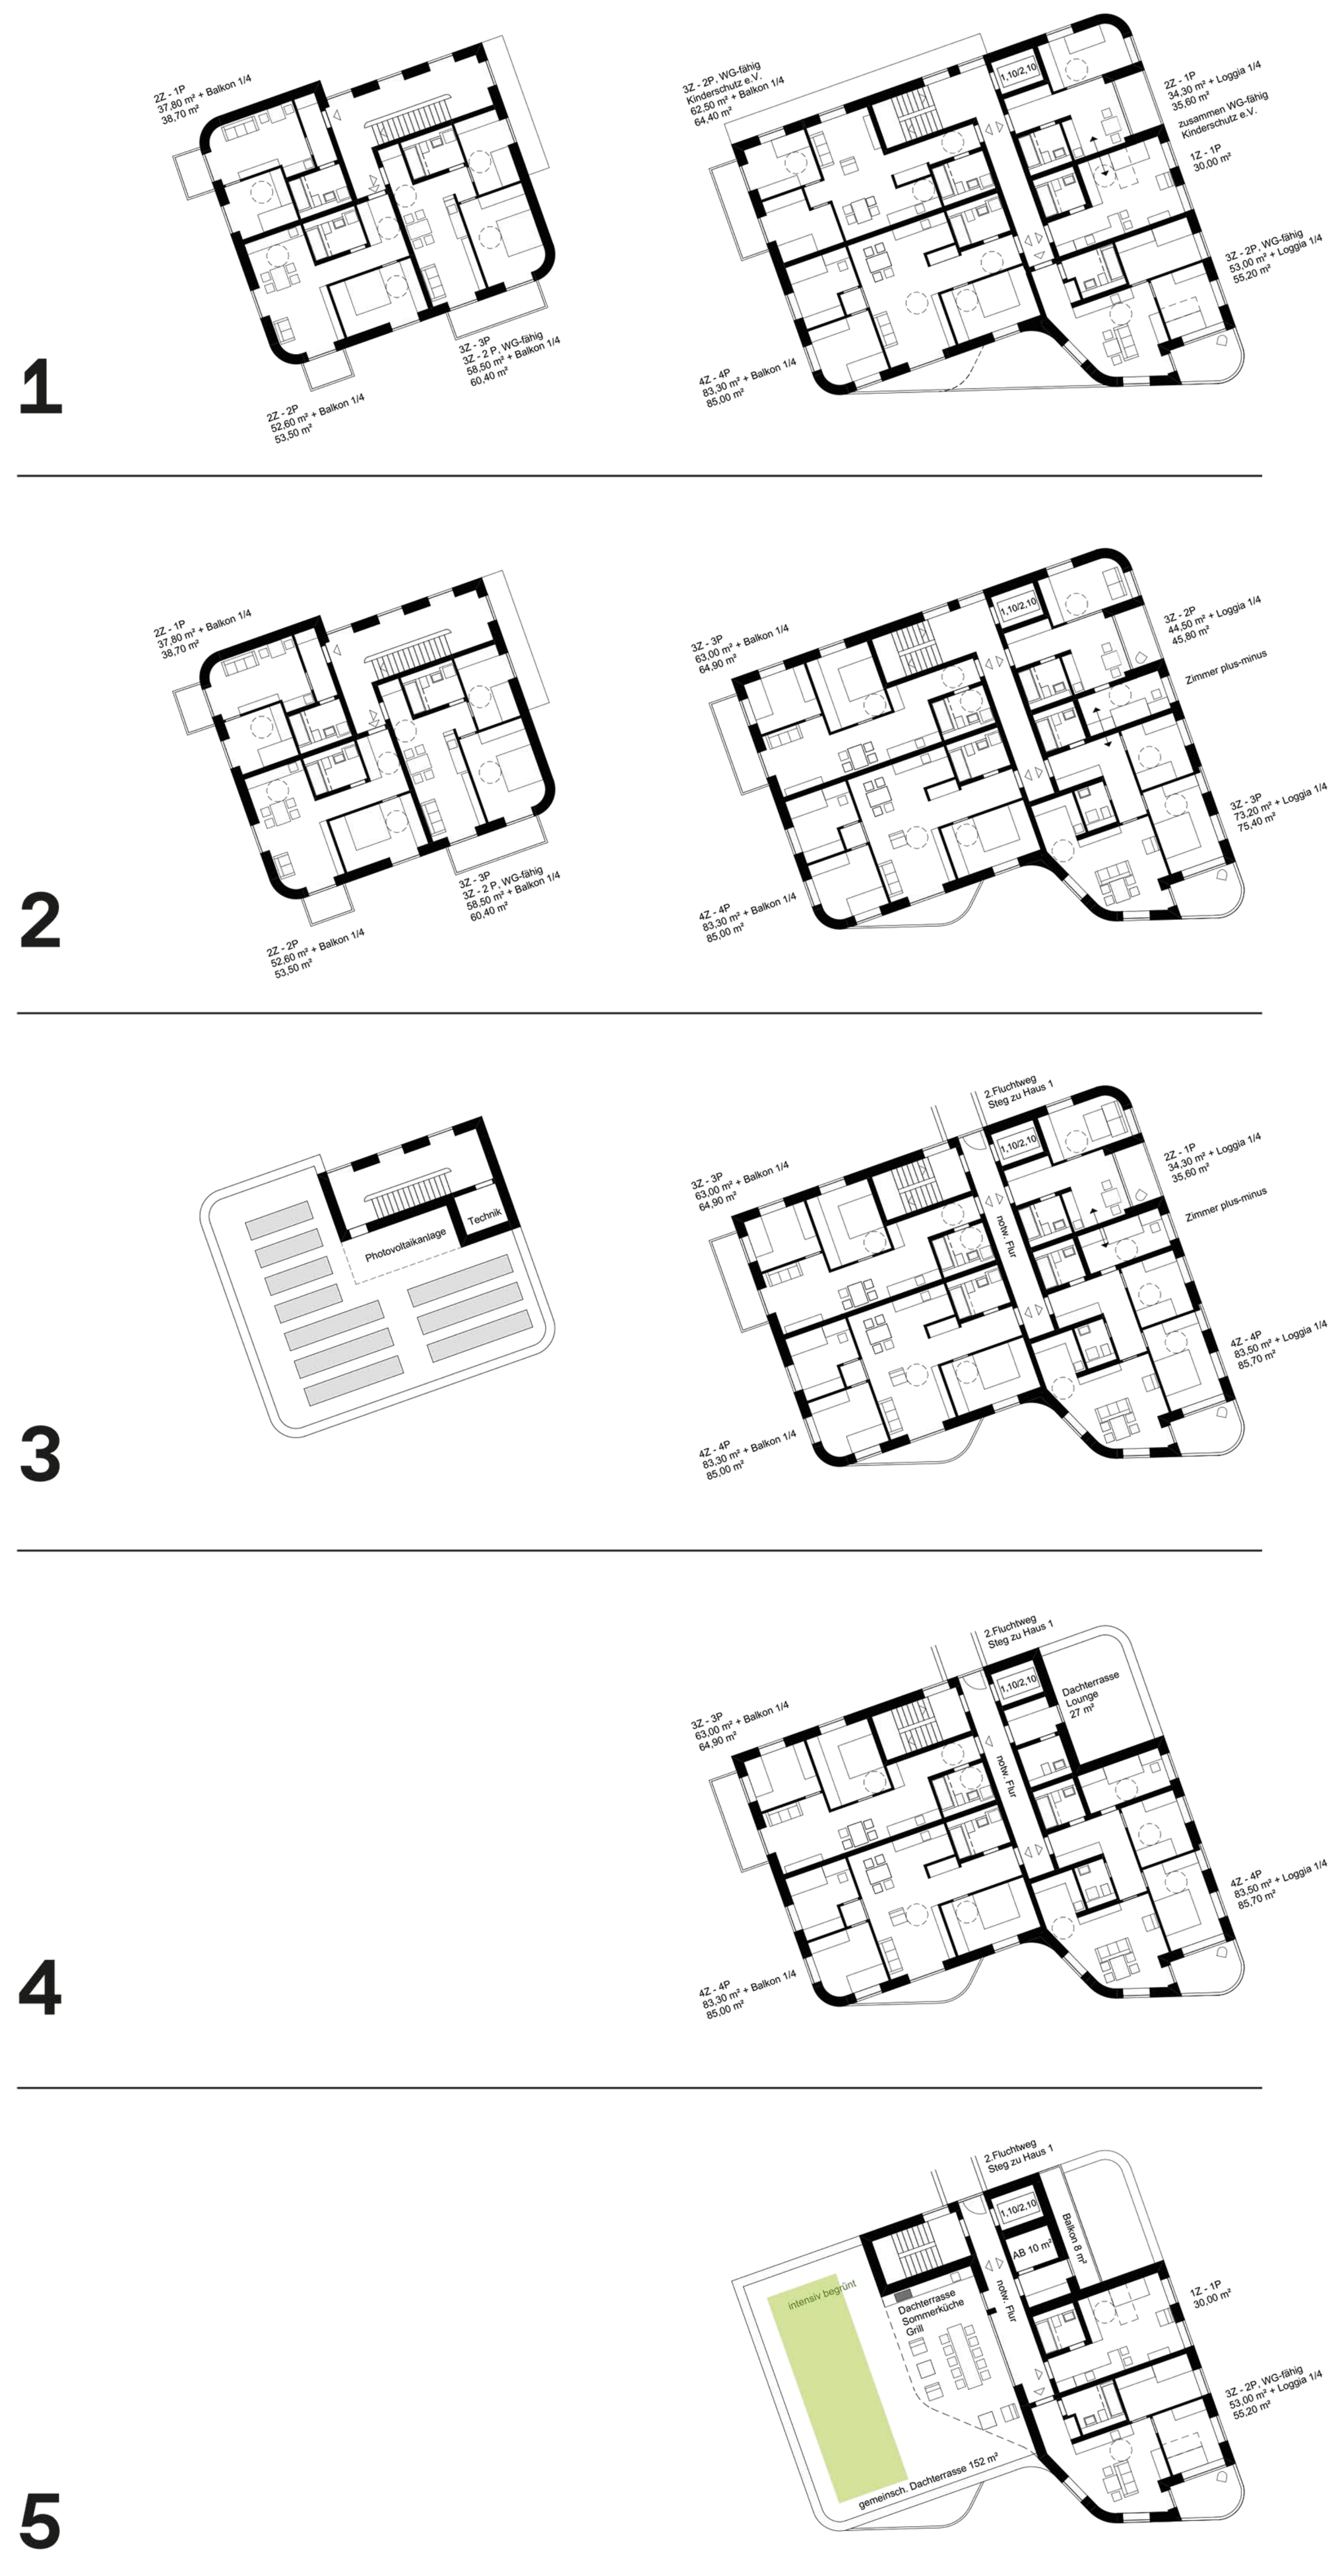 2Z - 1P
37,80 m² + Balkon 1/4
38,70 m²
3Z - 2P, WG-fähig
Kinderschutz e.V.
62,50 m² + Balkon 1/4
64,40 m²
1,10/2,10
2Z - 1P
34,30 m² + Loggia 1/4
35,60 m²
zusammen WG-fähig
Kinderschutz e.V.
1Z - 1P
30,00 m²
3Z - 2P, WG-fähig
53,00 m² + Loggia 1/4
55,20 m²
3Z - 3P
3Z - 2 P, WG-fähig
58,50 m² + Balkon 1/4
60,40 m²
1
4Z - 4P
83,30 m² + Balkon 1/4
85,00 m²
2Z - 2P
52,60 m² + Balkon 1/4
53,50 m²
2Z - 1P
37,80 m² + Balkon 1/4
38,70 m²
3Z - 3P
63,00 m² + Balkon 1/4
64,90 m²
1,10/2,10
3Z - 2P
44,50 m² + Loggia 1/4
45,80 m²
Zimmer plus-minus
3Z - 3P
73,20 m² + Loggia 1/4
75,40 m²
3Z - 3P
3Z - 2 P, WG-fähig
58,50 m² + Balkon 1/4
60,40 m²
2
4Z - 4P
83,30 m² + Balkon 1/4
85,00 m²
2Z - 2P
52,60 m² + Balkon 1/4
53,50 m²
2.Fluchtweg
Steg zu Haus 1
3Z - 3P
63,00 m² + Balkon 1/4
64,90 m²
1,10/2,10
2Z - 1P
34,30 m² + Loggia 1/4
35,60 m²
Technik
Photovoltaikanlage
notw. Flur
Zimmer plus-minus
4Z - 4P
83,50 m² + Loggia 1/4
85,70 m²
3
4Z - 4P
83,30 m² + Balkon 1/4
85,00 m²
2.Fluchtweg
Steg zu Haus 1
3Z - 3P
63,00 m² + Balkon 1/4
64,90 m²
1,10/2,10
Dachterrasse
Lounge
27 m²
notw. Flur
4Z - 4P
83,50 m² + Loggia 1/4
85,70 m²
4
4Z - 4P
83,30 m² + Balkon 1/4
85,00 m²
2.Fluchtweg
Steg zu Haus 1
1,10/2,10
AB 10 m²
Balkon 8 m²
intensiv begrünt
Dachterrasse
Sommerküche
Grill
notw. Flur
1Z - 1P
30,00 m²
3Z - 2P, WG-fähig
53,00 m² + Loggia 1/4
55,20 m²
gemeinsch. Dachterrasse 152 m²
5